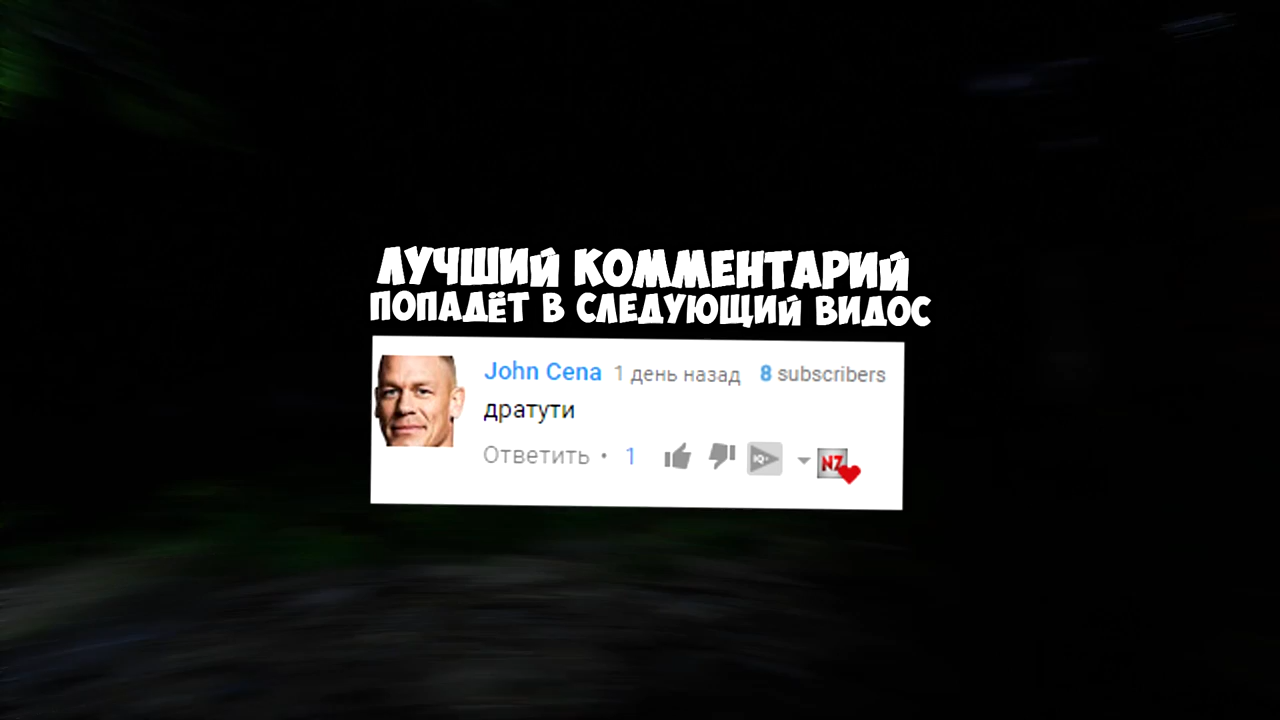 ЛУЧШИЙ КОММЕНТАРИЙ
ПОПАДЁТ В СЛЕДУЮЩИЙ ВИДОС
John Cena 1 день назад 8 subscribers
дратути
Ответить • 1
NZ